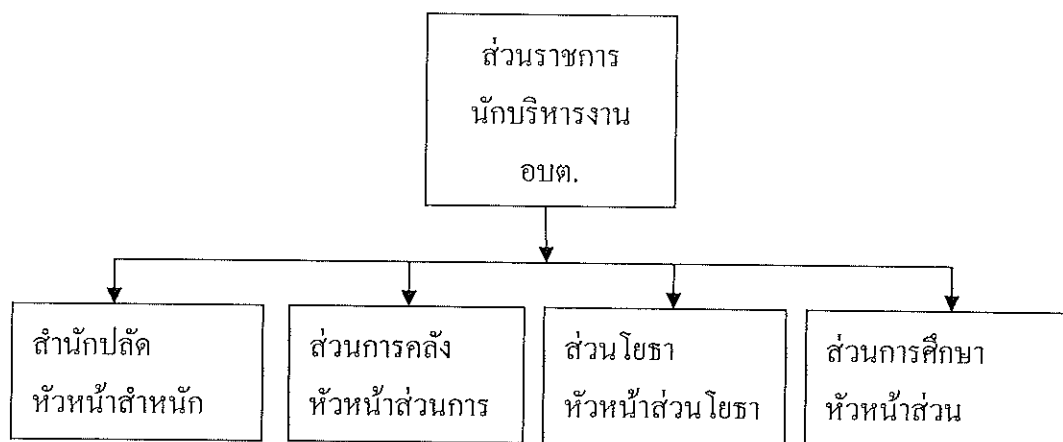 ส่วนราชการ
นักบริหารงาน
อบต.
สำนักปลัด
หัวหน้าสำหนัก
ส่วนการคลัง
หัวหน้าส่วนการ
ส่วนโยธา
หัวหน้าส่วนโยธา
ส่วนการศึกษา
หัวหน้าส่วน